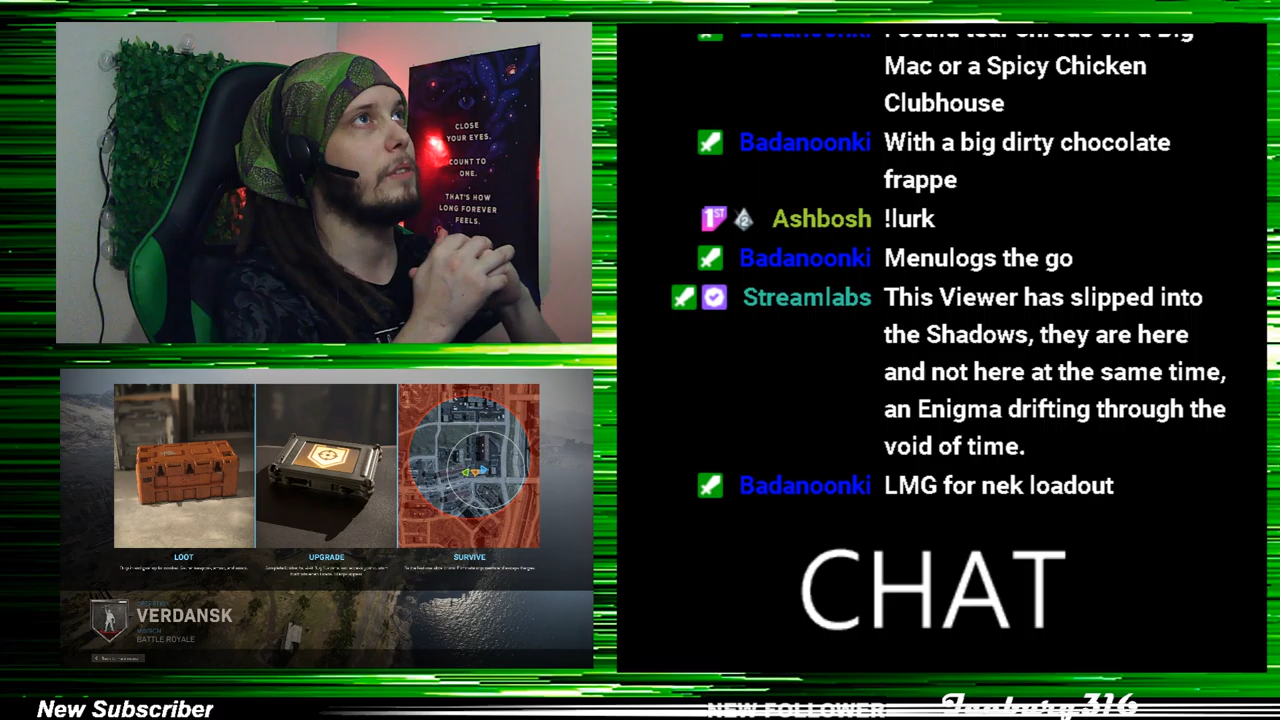 CLOSE
YOUR EYES.
COUNT TO
ONE.
THAT'S HOW
LONG FOREVER
FEELS.
Mac or a Spicy Chicken
Clubhouse
Badanoonki With a big dirty chocolate
frappe
1ST 2 Ashbosh !lurk
Badanoonki Menulogs the go
Streamlabs This Viewer has slipped into
the Shadows, they are here
and not here at the same time,
an Enigma drifting through the
void of time.
Badanoonki LMG for nek loadout
CHAT
LOOT
UPGRADE
SURVIVE
VERDANSK
BATTLE ROYALE
New Subscriber
NEW FOLLOWER